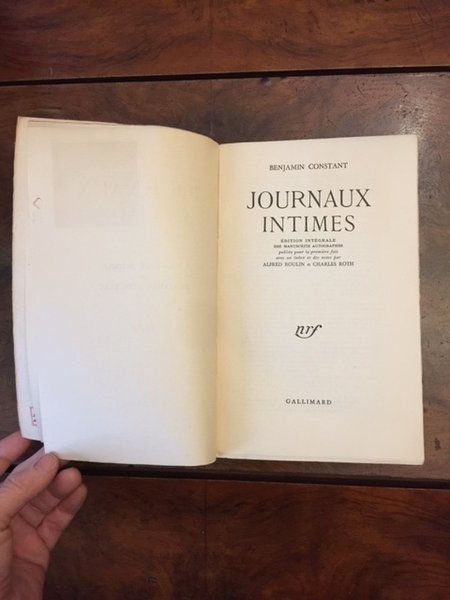 BENJAMIN CONSTANT
JOURNAUX
INTIMES
ÉDITION INTÉGRALE
DES MANUSCRITS AUTOGRAPHES
publiée pour la première fois
avec un index et des notes par
ALFRED ROULIN et CHARLES ROTH
nrf
GALLIMARD